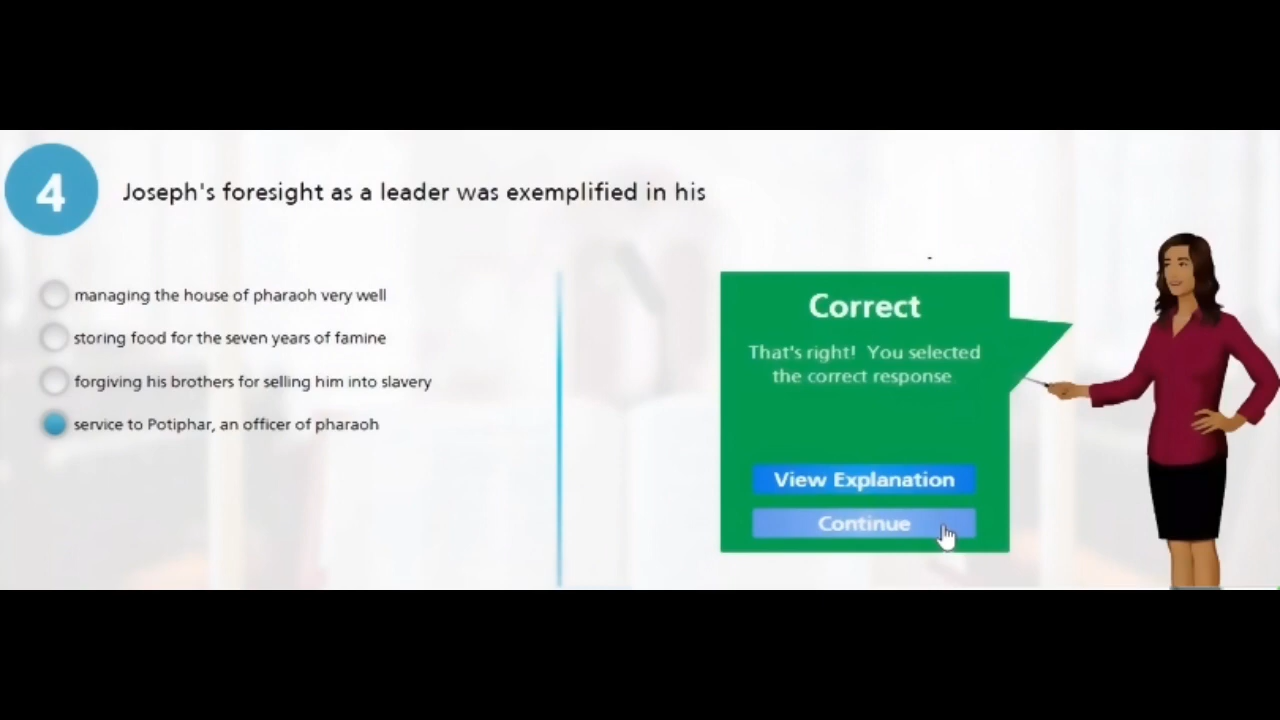 4
Joseph's foresight as a leader was exemplified in his
managing the house of pharaoh very well
storing food for the seven years of famine
forgiving his brothers for selling him into slavery
service to Potiphar, an officer of pharaoh
Correct
That's right! You selected
the correct response
View Explanation
Continue